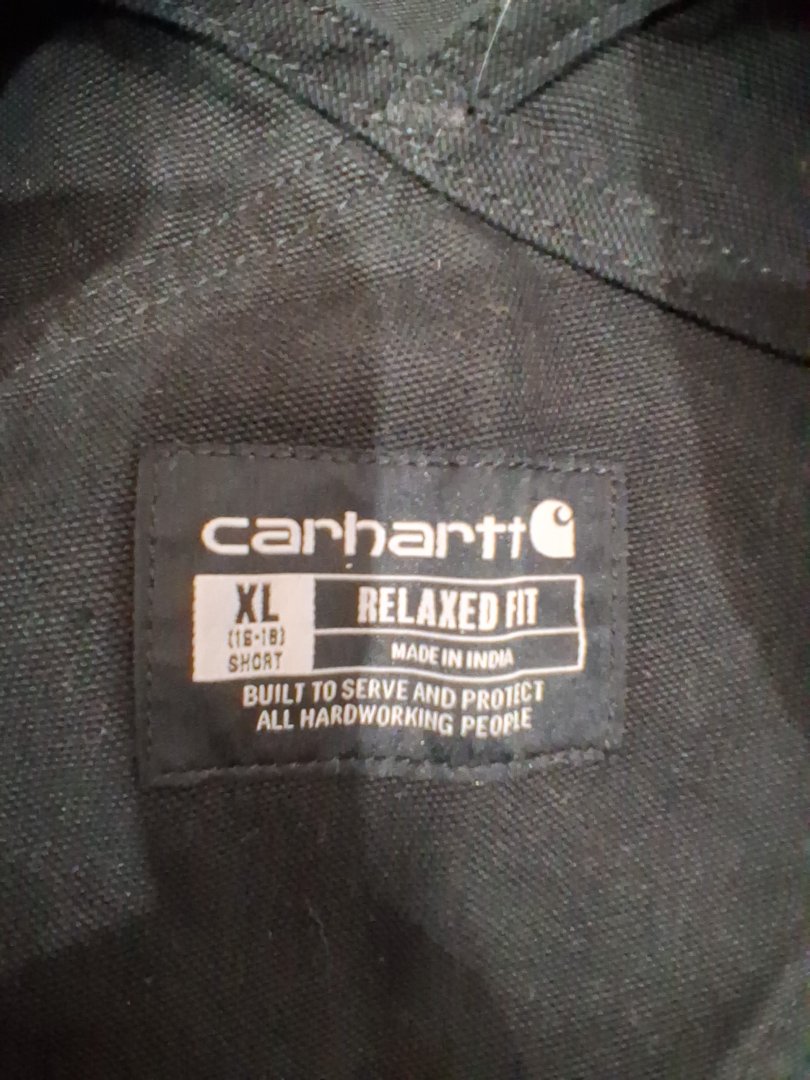 carhartt
XL
(16-18)
SHORT
RELAXED FIT
MADE IN INDIA
BUILT TO SERVE AND PROTECT
ALL HARDWORKING PEOPLE